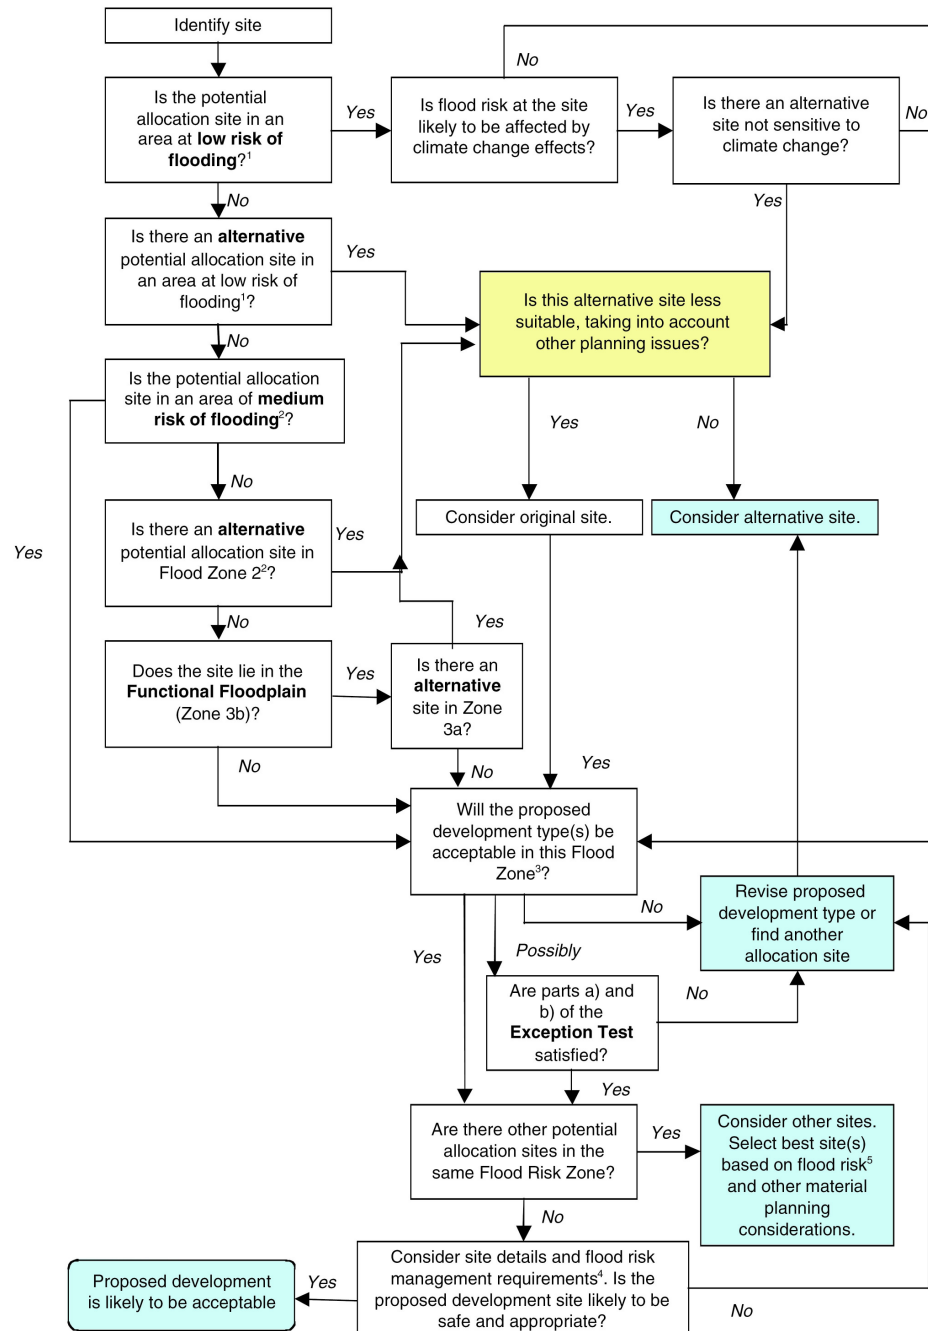 Identify site
No
Is the potential
allocation site in an
area at low risk of
flooding?¹
Yes
Is flood risk at the site
likely to be affected by
climate change effects?
Yes
Is there an alternative
site not sensitive to
climate change?
No
No
Yes
Is there an alternative
potential allocation site in
an area at low risk of
flooding¹?
Yes
Is this alternative site less
suitable, taking into account
other planning issues?
No
Is the potential allocation
site in an area of medium
risk of flooding²?
Yes
No
No
Consider original site.
Consider alternative site.
Is there an alternative
potential allocation site in
Flood Zone 2²?
Yes
Yes
No
Yes
Does the site lie in the
Functional Floodplain
(Zone 3b)?
Yes
Is there an
alternative
site in Zone
3a?
No
No
Yes
Will the proposed
development type(s) be
acceptable in this Flood
Zone³?
No
Revise proposed
development type or
find another
allocation site
Yes
Possibly
Are parts a) and
b) of the
Exception Test
satisfied?
No
Yes
Are there other potential
allocation sites in the
same Flood Risk Zone?
Yes
Consider other sites.
Select best site(s)
based on flood risk⁵
and other material
planning
considerations.
No
Consider site details and flood risk
management requirements⁴. Is the
proposed development site likely to be
safe and appropriate?
Yes
No
Proposed development
is likely to be acceptable